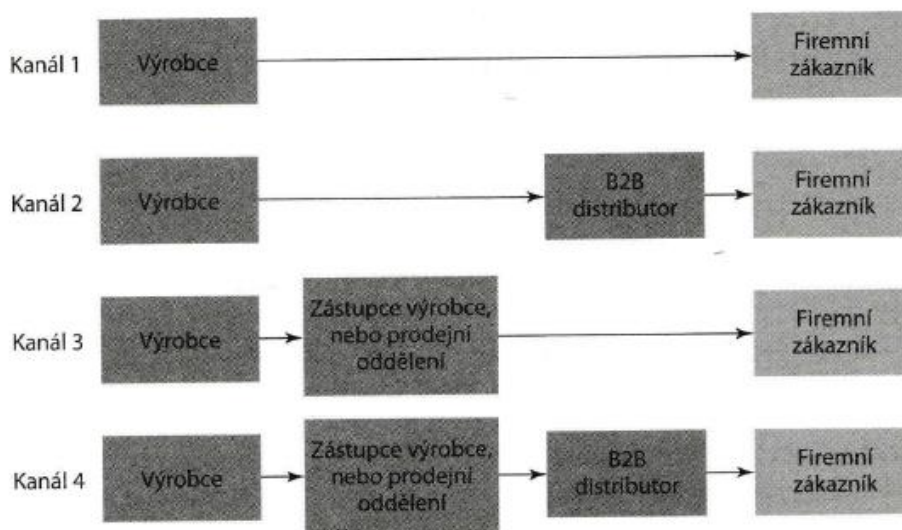 Kanál 1
Výrobce
Firemní
zákazník
Kanál 2
Výrobce
B2B
distributor
Firemní
zákazník
Kanál 3
Výrobce
Zástupce výrobce,
nebo prodejní
oddělení
Firemní
zákazník
Kanál 4
Výrobce
Zástupce výrobce,
nebo prodejní
oddělení
B2B
distributor
Firemní
zákazník